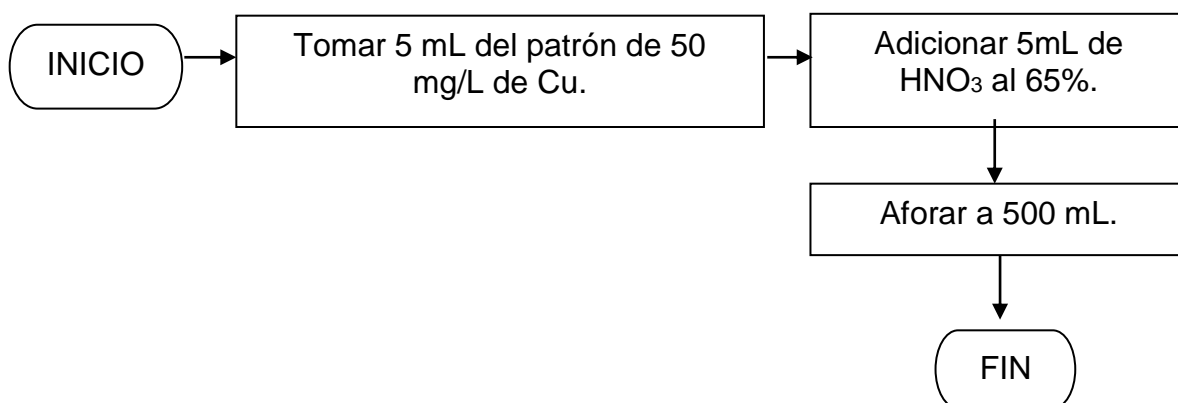 INICIO
Tomar 5 mL del patrón de 50
mg/L de Cu.
Adicionar 5mL de
HNO₃ al 65%.
Aforar a 500 mL.
FIN